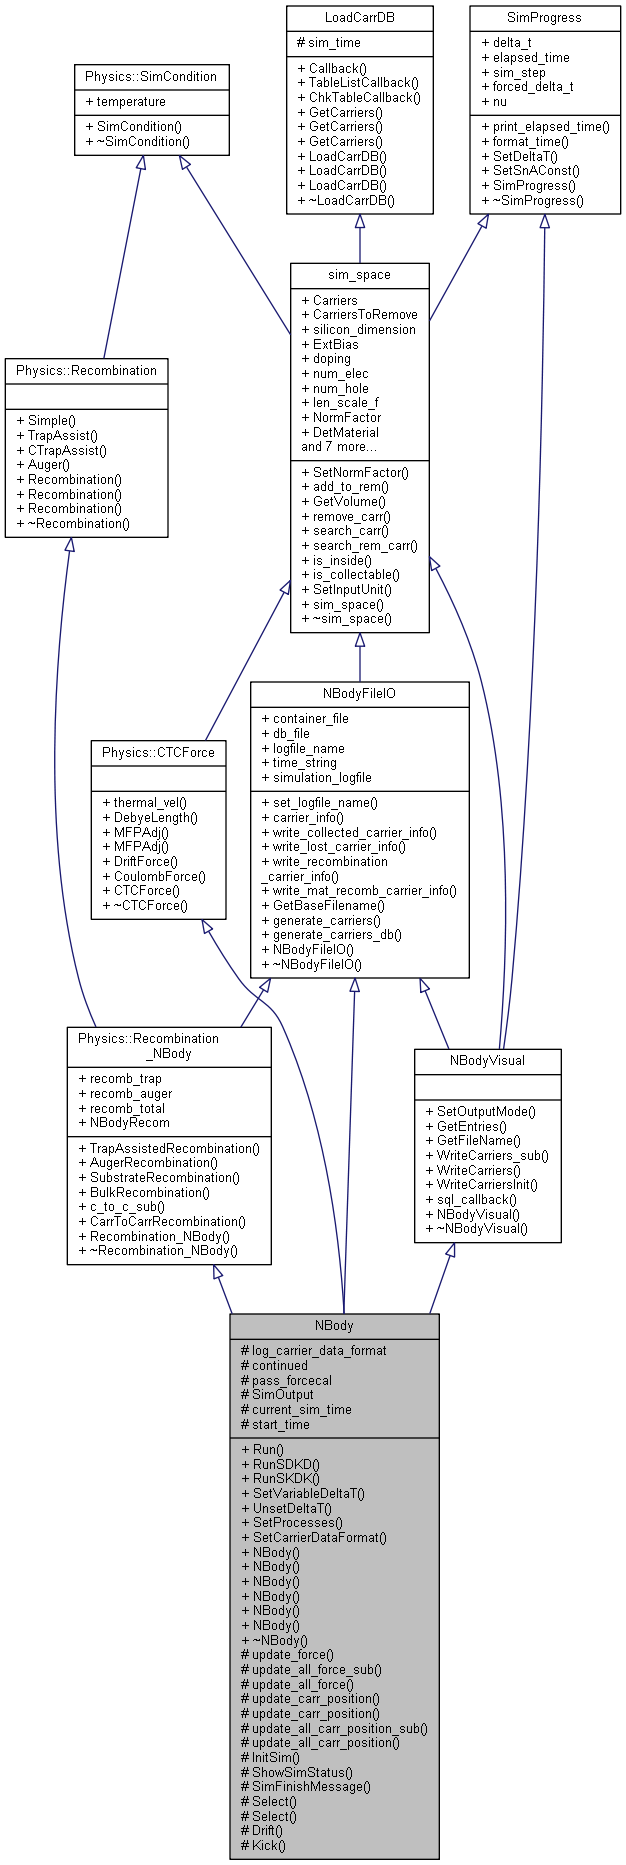 LoadCarrDB
# sim_time
+ Callback()
+ TableListCallback()
+ ChkTableCallback()
+ GetCarriers()
+ GetCarriers()
+ GetCarriers()
+ LoadCarrDB()
+ LoadCarrDB()
+ LoadCarrDB()
+ ~LoadCarrDB()
SimProgress
+ delta_t
+ elapsed_time
+ sim_step
+ forced_delta_t
+ nu
+ print_elapsed_time()
+ format_time()
+ SetDeltaT()
+ SetSnAConst()
+ SimProgress()
+ ~SimProgress()
Physics::SimCondition
+ temperature
+ SimCondition()
+ ~SimCondition()
sim_space
+ Carriers
+ CarriersToRemove
+ silicon_dimension
+ ExtBias
+ doping
+ num_elec
+ num_hole
+ len_scale_f
+ NormFactor
+ DetMaterial
and 7 more...
+ SetNormFactor()
+ add_to_rem()
+ GetVolume()
+ remove_carr()
+ search_carr()
+ search_rem_carr()
+ is_inside()
+ is_collectable()
+ SetInputUnit()
+ sim_space()
+ ~sim_space()
Physics::Recombination
+ Simple()
+ TrapAssist()
+ CTrapAssist()
+ Auger()
+ Recombination()
+ Recombination()
+ Recombination()
+ ~Recombination()
NBodyFileIO
+ container_file
+ db_file
+ logfile_name
+ time_string
+ simulation_logfile
+ set_logfile_name()
+ carrier_info()
+ write_collected_carrier_info()
+ write_lost_carrier_info()
+ write_recombination
_carrier_info()
+ write_mat_recomb_carrier_info()
+ GetBaseFilename()
+ generate_carriers()
+ generate_carriers_db()
+ NBodyFileIO()
+ ~NBodyFileIO()
Physics::CTCForce
+ thermal_vel()
+ DebyeLength()
+ MFPAdj()
+ MFPAdj()
+ DriftForce()
+ CoulombForce()
+ CTCForce()
+ ~CTCForce()
Physics::Recombination
_NBody
+ recomb_trap
+ recomb_auger
+ recomb_total
+ NBodyRecom
+ TrapAssistedRecombination()
+ AugerRecombination()
+ SubstrateRecombination()
+ BulkRecombination()
+ c_to_c_sub()
+ CarrToCarrRecombination()
+ Recombination_NBody()
+ ~Recombination_NBody()
NBodyVisual
+ SetOutputMode()
+ GetEntries()
+ GetFileName()
+ WriteCarriers_sub()
+ WriteCarriers()
+ WriteCarriersInit()
+ sql_callback()
+ NBodyVisual()
+ ~NBodyVisual()
NBody
# log_carrier_data_format
# continued
# pass_forcecal
# SimOutput
# current_sim_time
# start_time
+ Run()
+ RunSDKD()
+ RunSKDK()
+ SetVariableDeltaT()
+ UnsetDeltaT()
+ SetProcesses()
+ SetCarrierDataFormat()
+ NBody()
+ NBody()
+ NBody()
+ NBody()
+ NBody()
+ NBody()
+ ~NBody()
# update_force()
# update_all_force_sub()
# update_all_force()
# update_carr_position()
# update_carr_position()
# update_all_carr_position_sub()
# update_all_carr_position()
# InitSim()
# ShowSimStatus()
# SimFinishMessage()
# Select()
# Select()
# Drift()
# Kick()